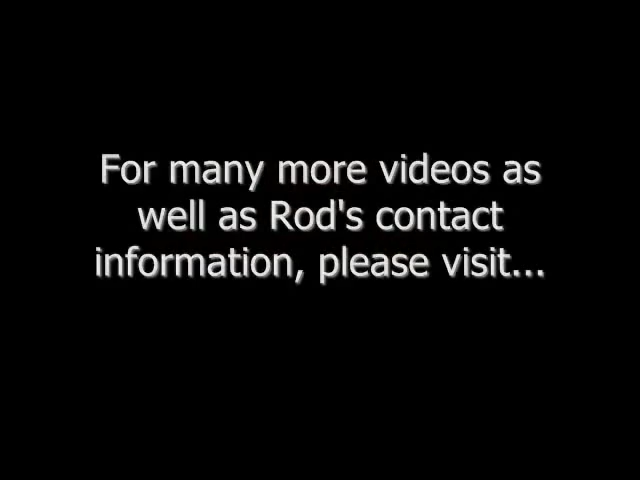 For many more videos as
well as Rod's contact
information, please visit...